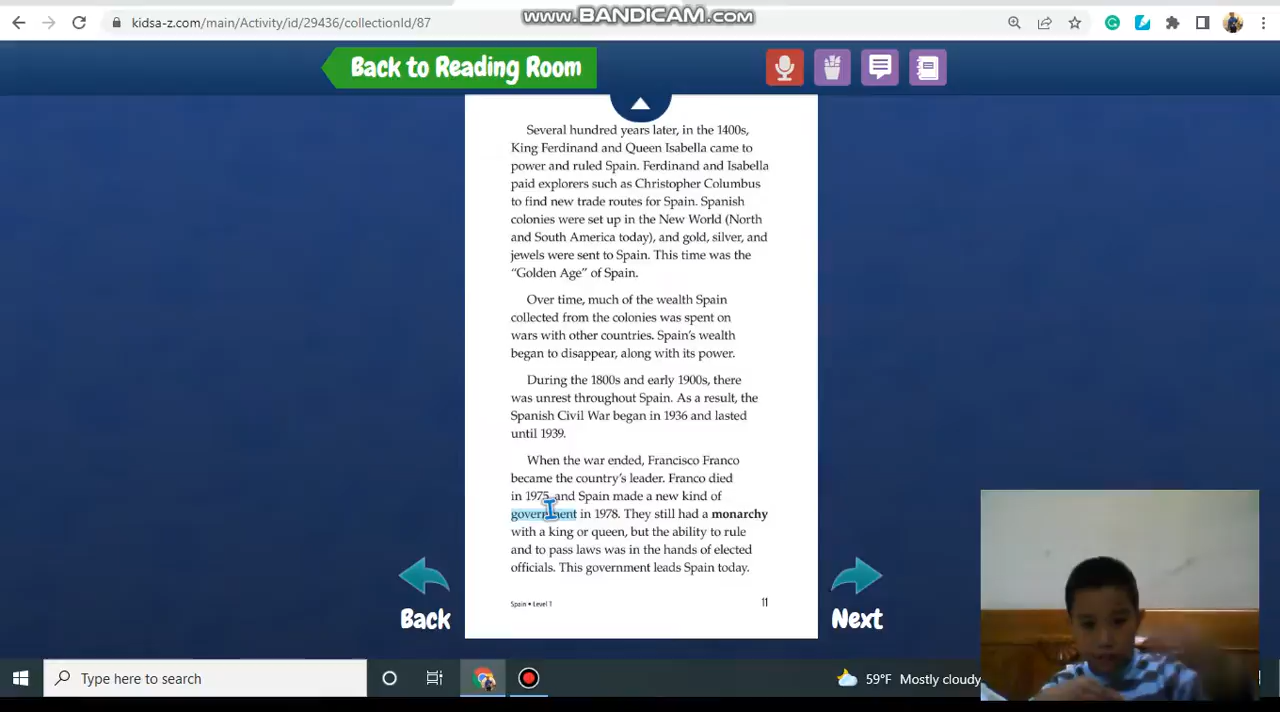 kidsa-z.com/main/Activity/id/29436/collectionId/87
www.BANDICAM.com
Back to Reading Room
Several hundred years later, in the 1400s,
King Ferdinand and Queen Isabella came to
power and ruled Spain. Ferdinand and Isabella
paid explorers such as Christopher Columbus
to find new trade routes for Spain. Spanish
colonies were set up in the New World (North
and South America today), and gold, silver, and
jewels were sent to Spain. This time was the
“Golden Age” of Spain.
Over time, much of the wealth Spain
collected from the colonies was spent on
wars with other countries. Spain’s wealth
began to disappear, along with its power.
During the 1800s and early 1900s, there
was unrest throughout Spain. As a result, the
Spanish Civil War began in 1936 and lasted
until 1939.
When the war ended, Francisco Franco
became the country’s leader. Franco died
in 1975, and Spain made a new kind of
government in 1978. They still had a monarchy
with a king or queen, but the ability to rule
and to pass laws was in the hands of elected
officials. This government leads Spain today.
Spain • Level T
11
Back
Next
Type here to search
59°F Mostly cloudy